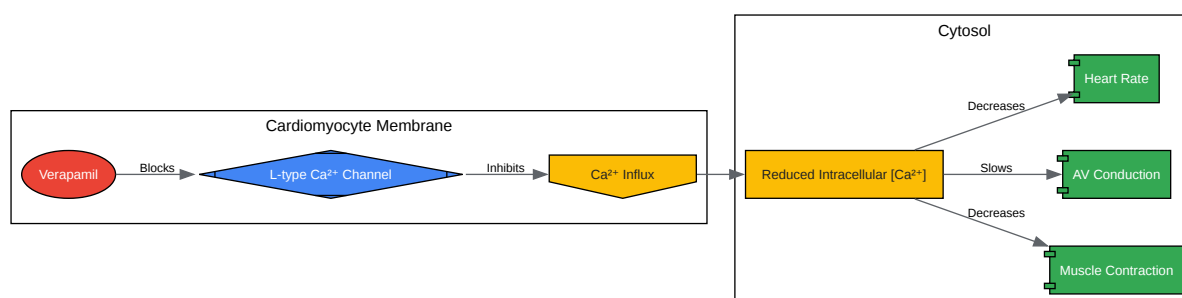 Cytosol
Heart Rate
Decreases
Cardiomyocyte Membrane
Verapamil
Blocks
L-type Ca²⁺ Channel
Inhibits
Ca²⁺ Influx
Reduced Intracellular [Ca²⁺]
Slows
AV Conduction
Decreases
Muscle Contraction